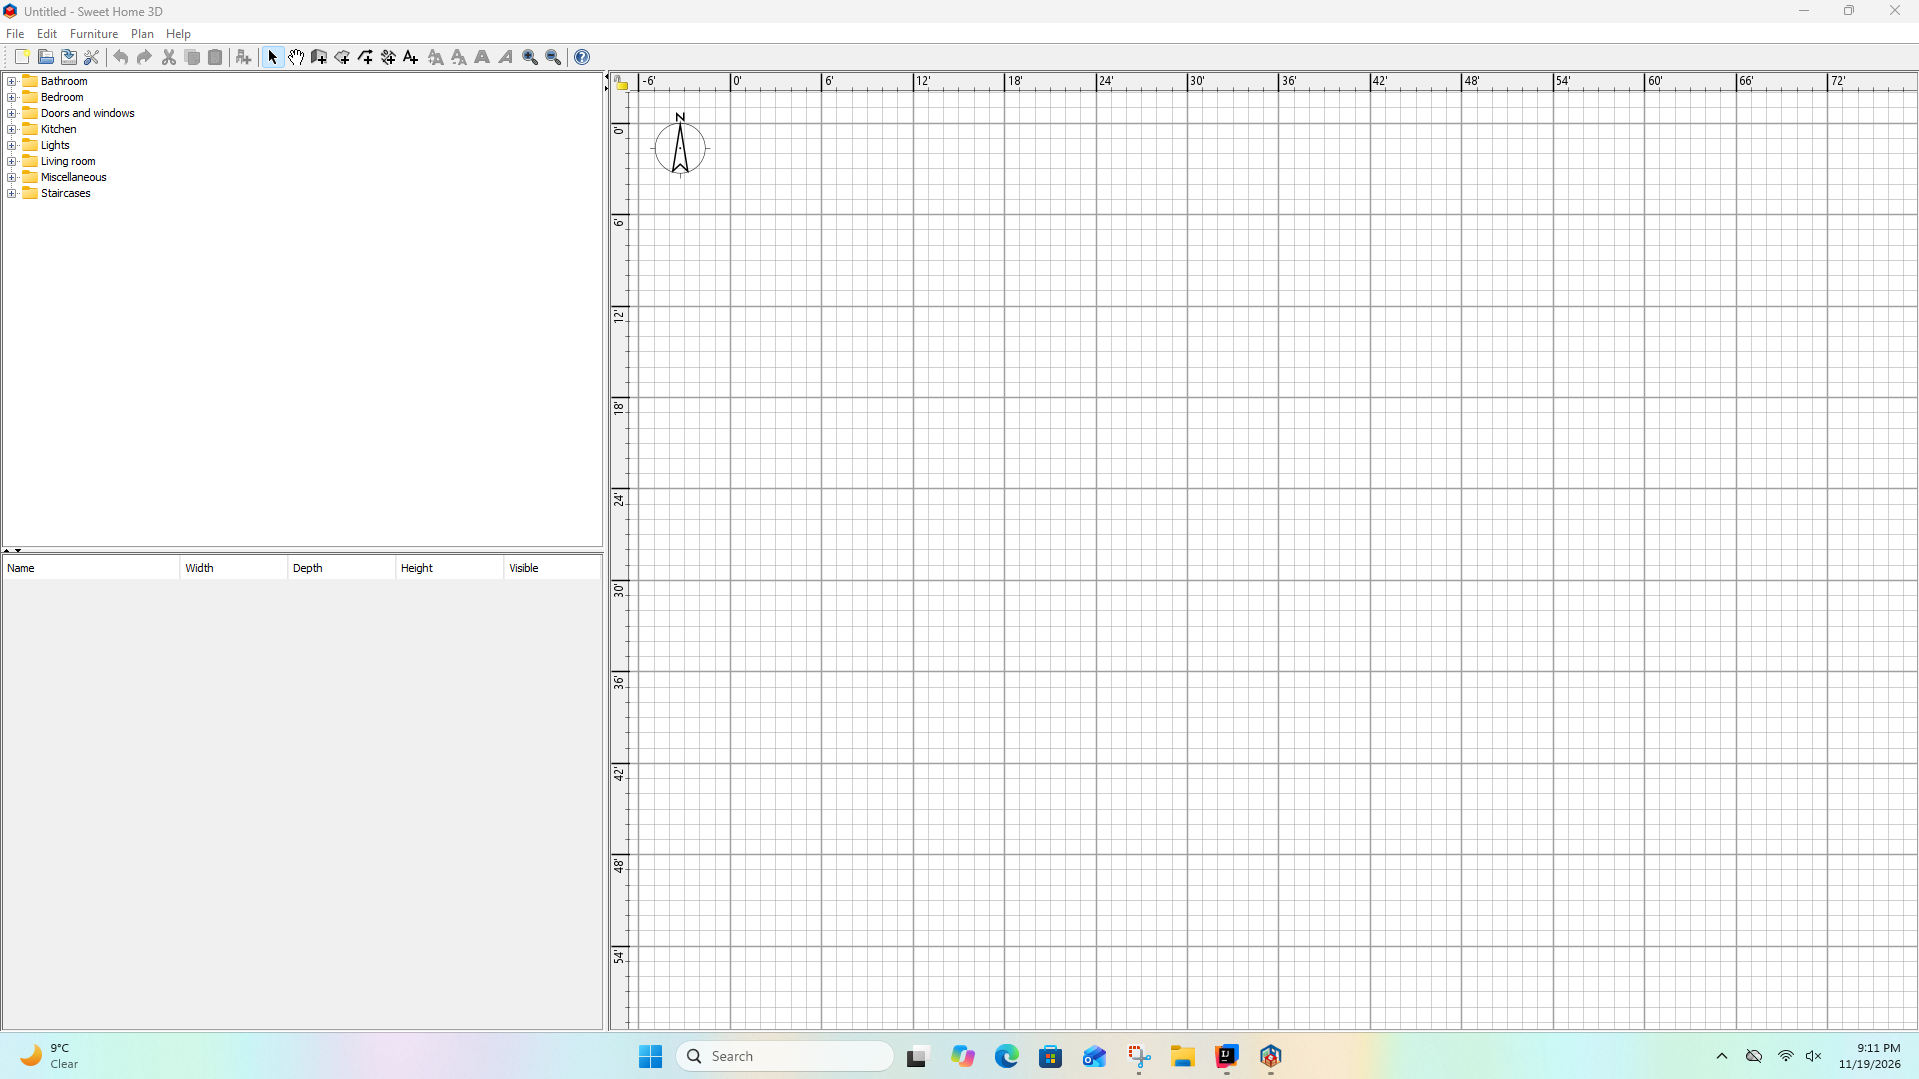 Untitled - Sweet Home 3D
File Edit Furniture Plan Help
Bathroom
Bedroom
Doors and windows
Kitchen
Lights
Living room
Miscellaneous
Staircases
Name Width Depth Height Visible
-6' 0' 6' 12' 18' 24' 30' 36' 42' 48' 54' 60' 66' 72'
N
0'
6'
12'
18'
24'
30'
36'
42'
48'
54'
9°C
Clear
Search
9:11 PM
11/19/2026